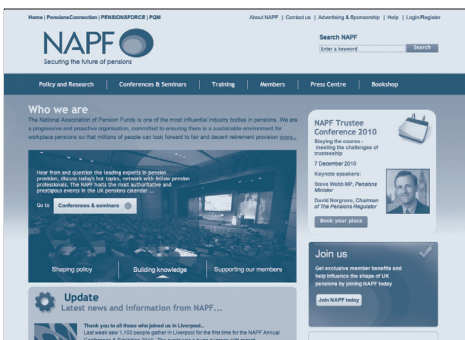 Home | PensionsConnection | PENSIONSFORCE | PQM
About NAPF | Contact us | Advertising & Sponsorship | Help | Login/Register
NAPF
Securing the future of pensions
Search NAPF
Enter a keyword
Search
Policy and Research | Conferences & Seminars | Training | Members | Press Centre | Bookshop
Who we are
The National Association of Pension Funds is one of the most influential industry bodies in pensions. We are
a progressive and proactive organisation, committed to ensuring there is a sustainable environment for
workplace pensions so that millions of people can look forward to fair and decent retirement provision more...
Hear from and question the leading experts in pension
provision, discuss today's hot topics, network with fellow pension
professionals. The NAPF hosts the most authoritative and
prestigious events in the UK pensions calendar ...
Go to Conferences & seminars
Shaping policy
Building knowledge
Supporting our members
NAPF Trustee
Conference 2010
Staying the course -
meeting the challenges of
trusteeship
7 December 2010
Keynote speakers:
Steve Webb MP, Pensions
Minister
David Norgrove, Chairman
of The Pensions Regulator
Book your place
Join us
Get exclusive member benefits and
help influence the shape of UK
pensions by joining NAPF today
Join NAPF today
Update
Latest news and information from NAPF...
Thank you to all those who joined us in Liverpool...
Last week saw 1,100 people gather in Liverpool for the first time for the NAPF Annual